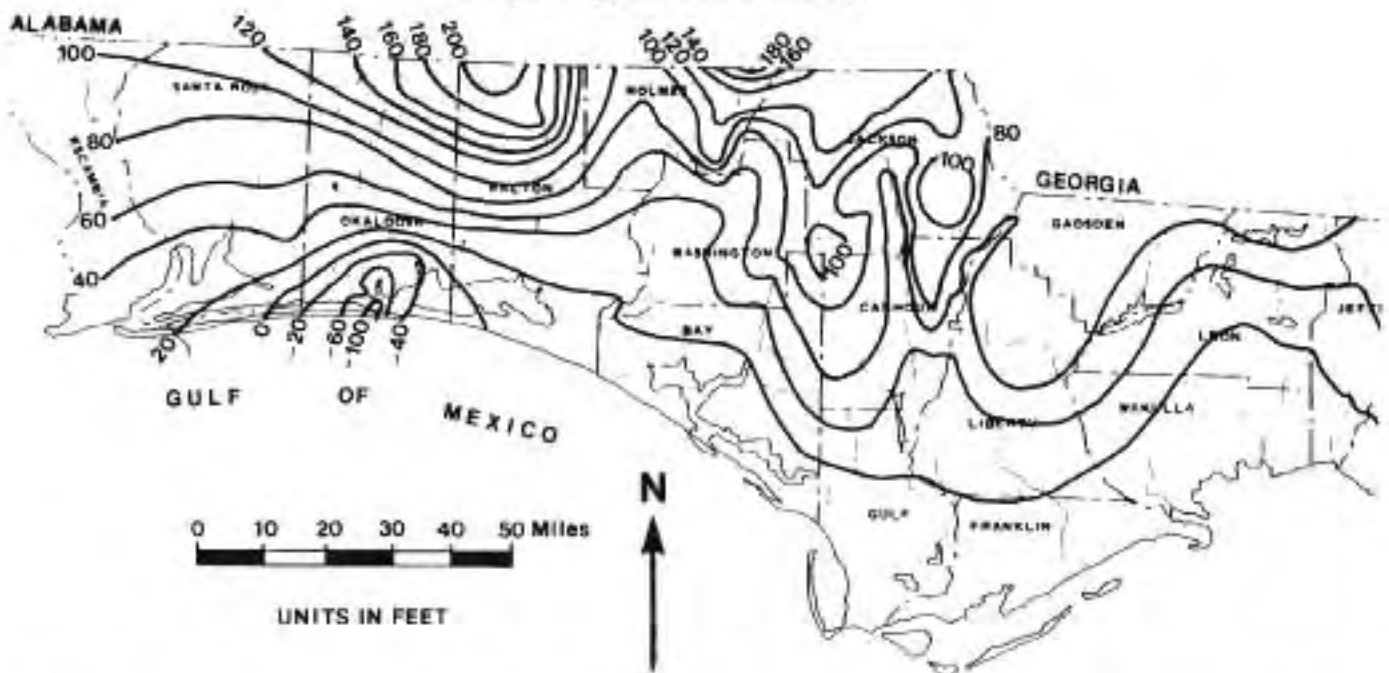 ALABAMA
100
120
140
160
180
200
100
120
140
180
160
SANTA ROSA
HOLMES
JACKSON
80
80
ESCAMBIA
100
GEORGIA
WALTON
GADSDEN
60
OKALOOSA
WASHINGTON
100
40
CALHOUN
BAY
LEON
20
0
-20
-60
-100
-40
GULF OF MEXICO
LIBERTY
WAKULLA
N
GULF
FRANKLIN
0 10 20 30 40 50 Miles
UNITS IN FEET